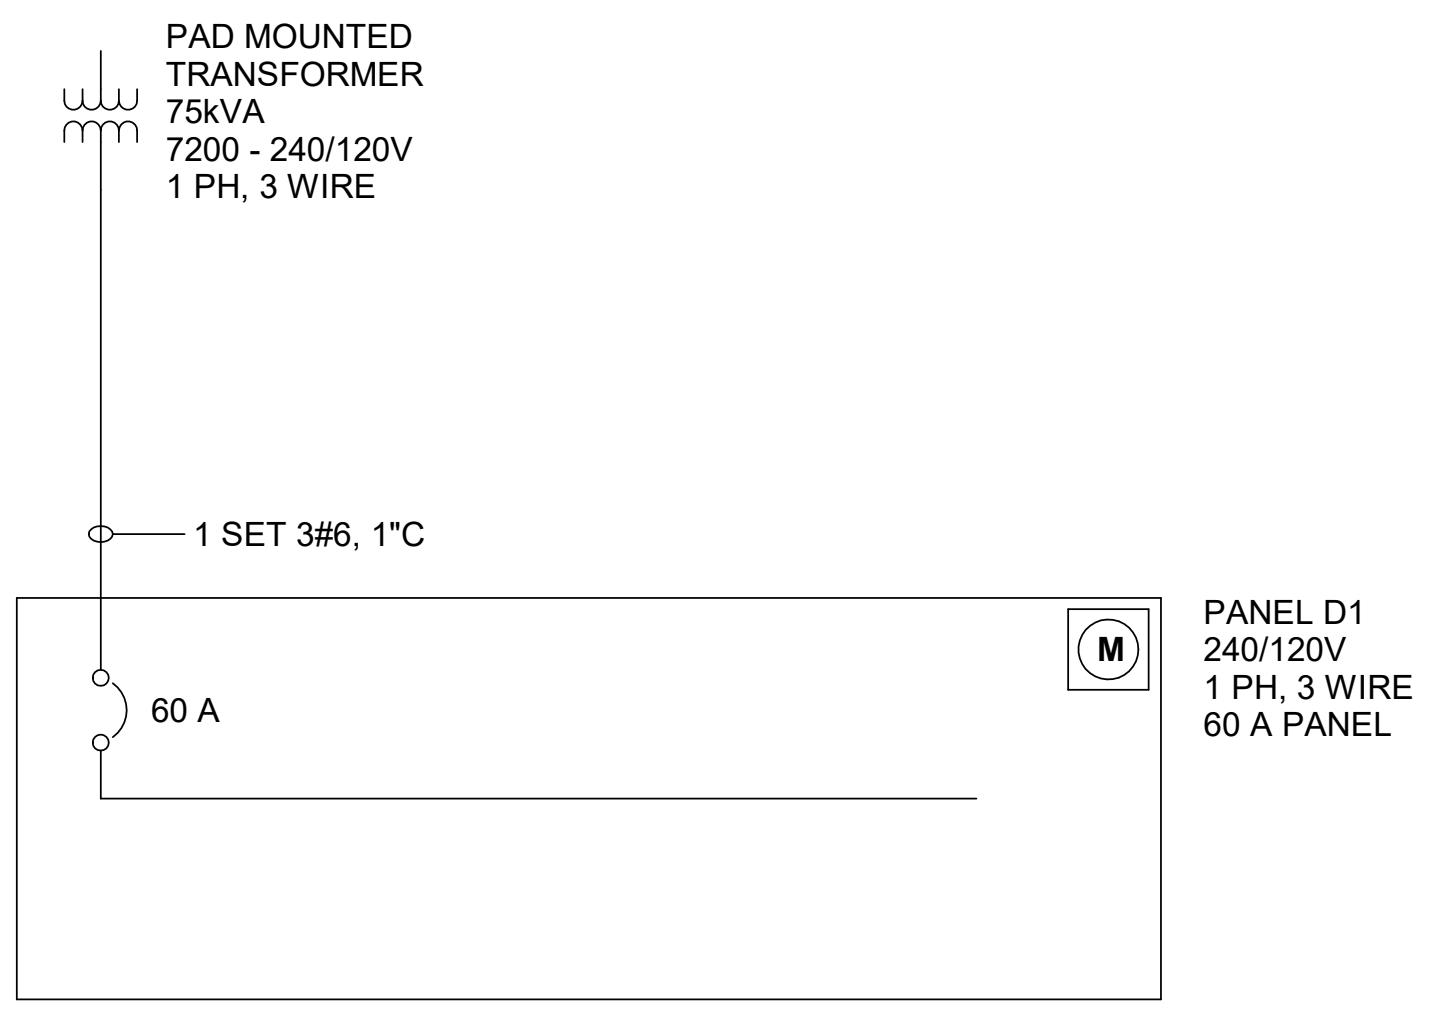 PAD MOUNTED
TRANSFORMER
75kVA
7200 - 240/120V
1 PH, 3 WIRE
1 SET 3#6, 1"C
M
PANEL D1
240/120V
1 PH, 3 WIRE
60 A PANEL
60 A